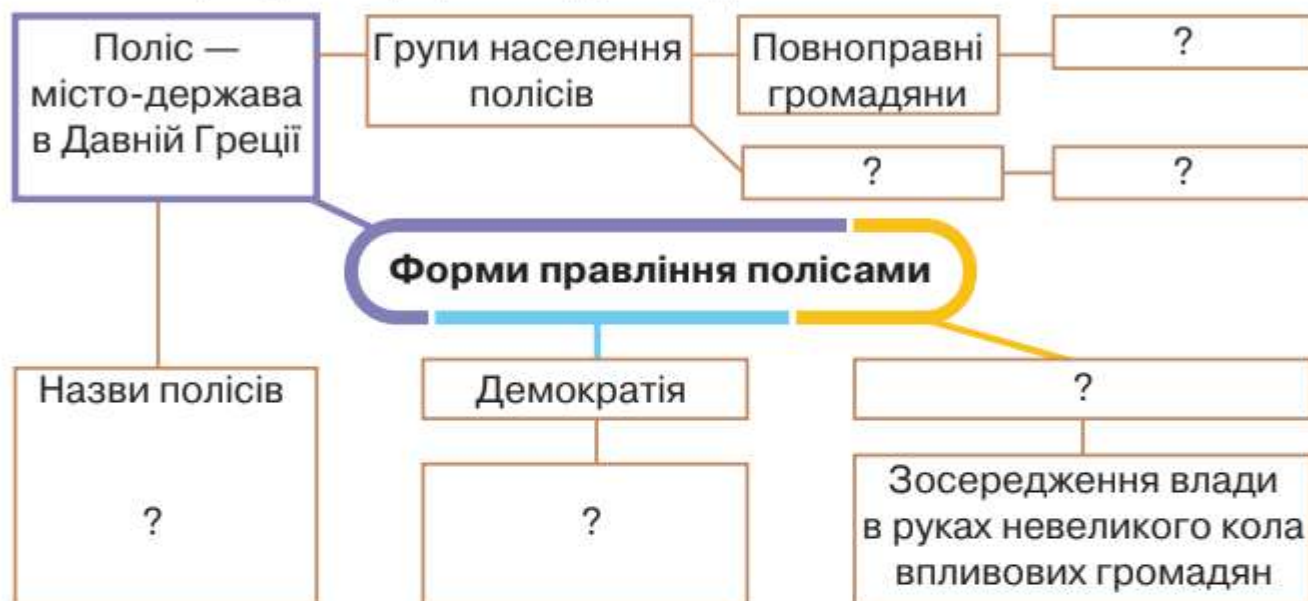 Поліс —
місто-держава
в Давній Греції
Групи населення
полісів
Повноправні
громадяни
?
?
?
Форми правління полісами
Назви полісів
?
Демократія
?
?
Зосередження влади
в руках невеликого кола
впливових громадян